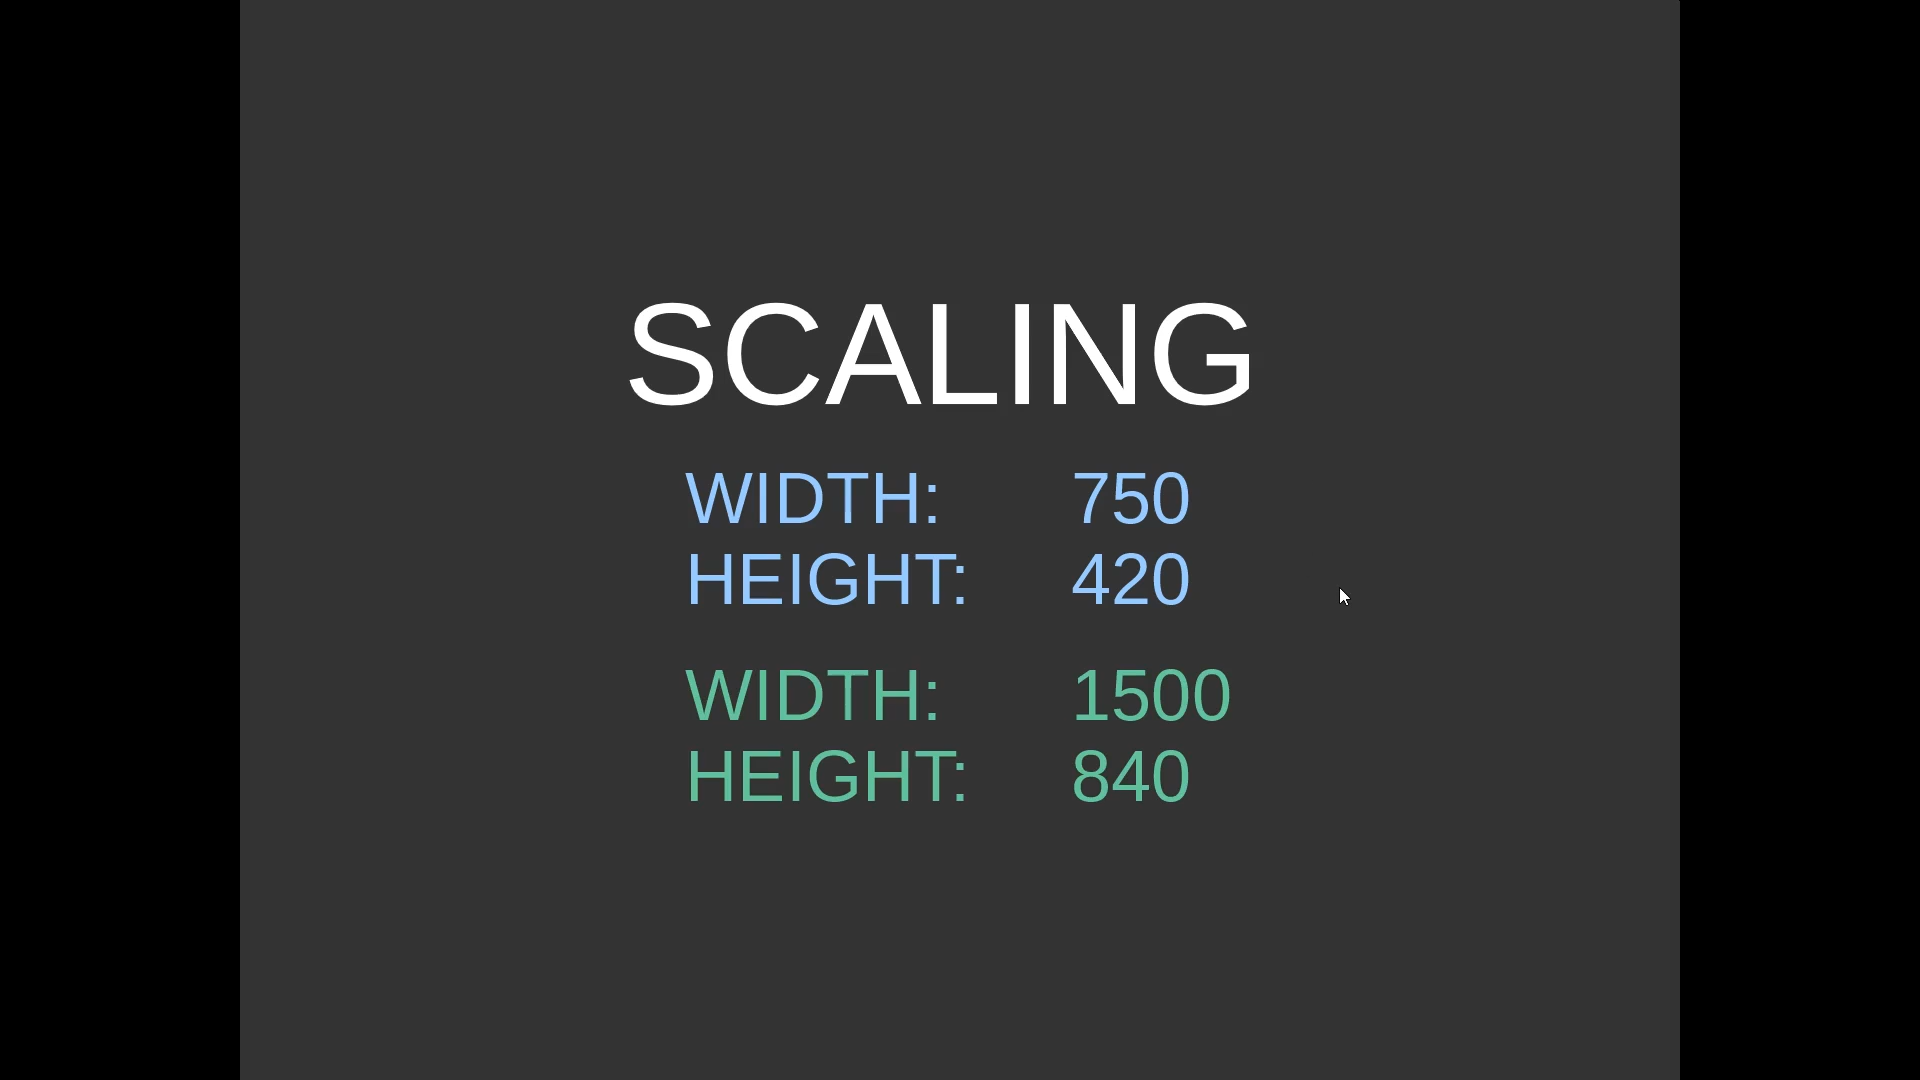 SCALING
WIDTH: 750
HEIGHT: 420
WIDTH: 1500
HEIGHT: 840